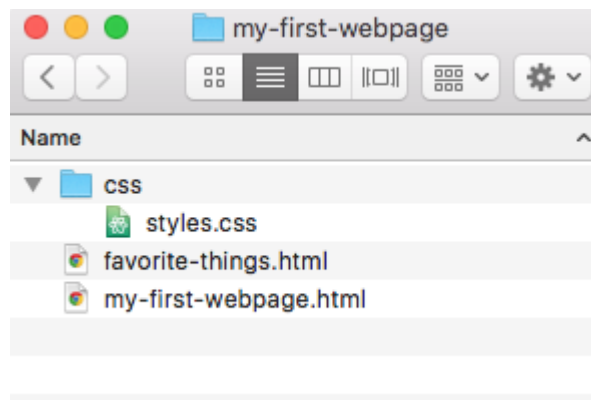 my-first-webpage
Name
css
styles.css
favorite-things.html
my-first-webpage.html